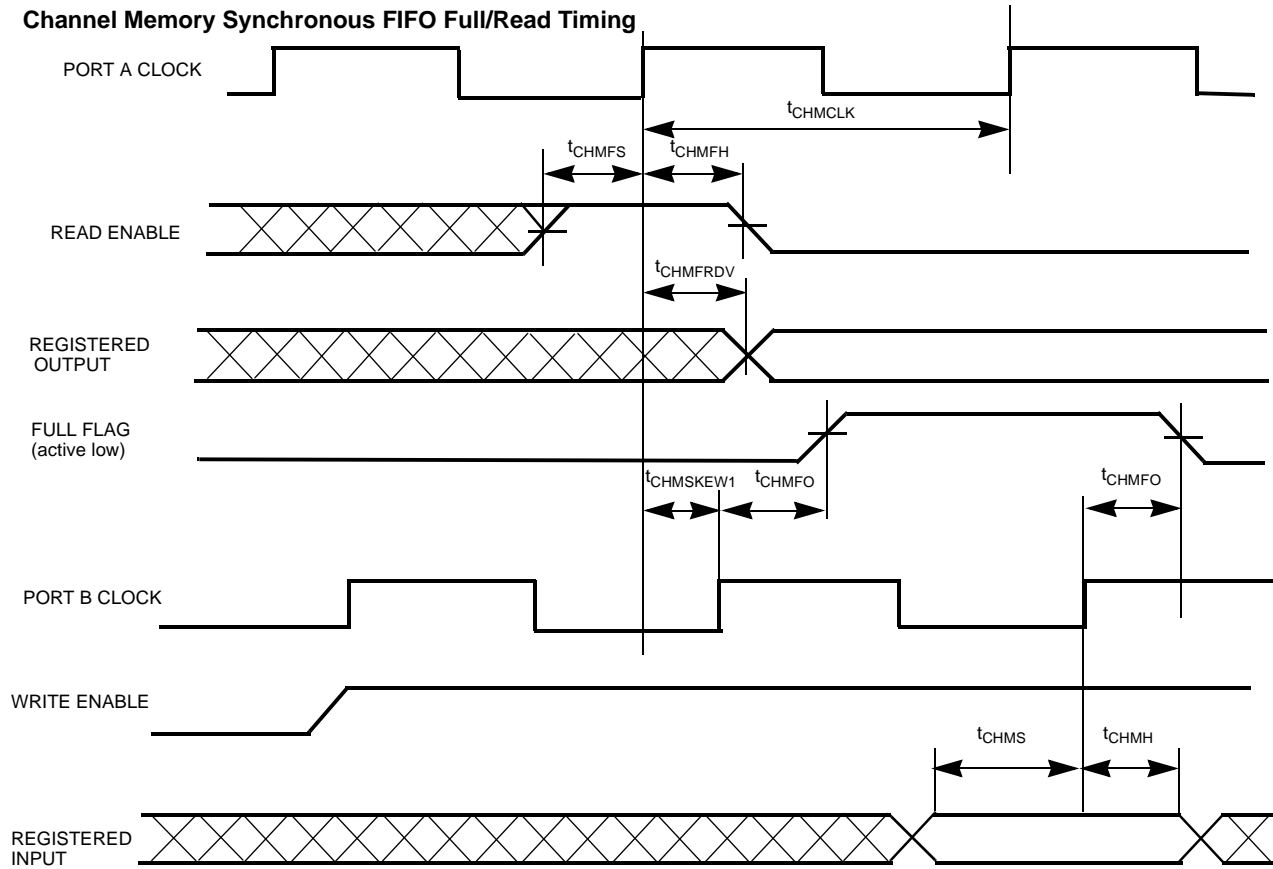 Channel Memory Synchronous FIFO Full/Read Timing
PORT A CLOCK
tCHMCLK
tCHMFS
tCHMFH
READ ENABLE
tCHMFRDV
REGISTERED
OUTPUT
FULL FLAG
(active low)
tCHMSKEW1
tCHMFO
tCHMFO
PORT B CLOCK
WRITE ENABLE
tCHMS
tCHMH
REGISTERED
INPUT